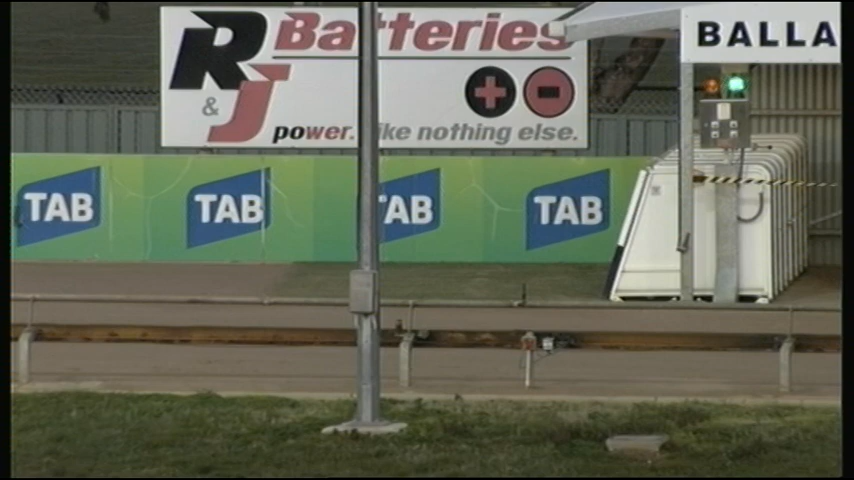 R&J Batteries
power. like nothing else.
BALLA
TAB TAB TAB TAB